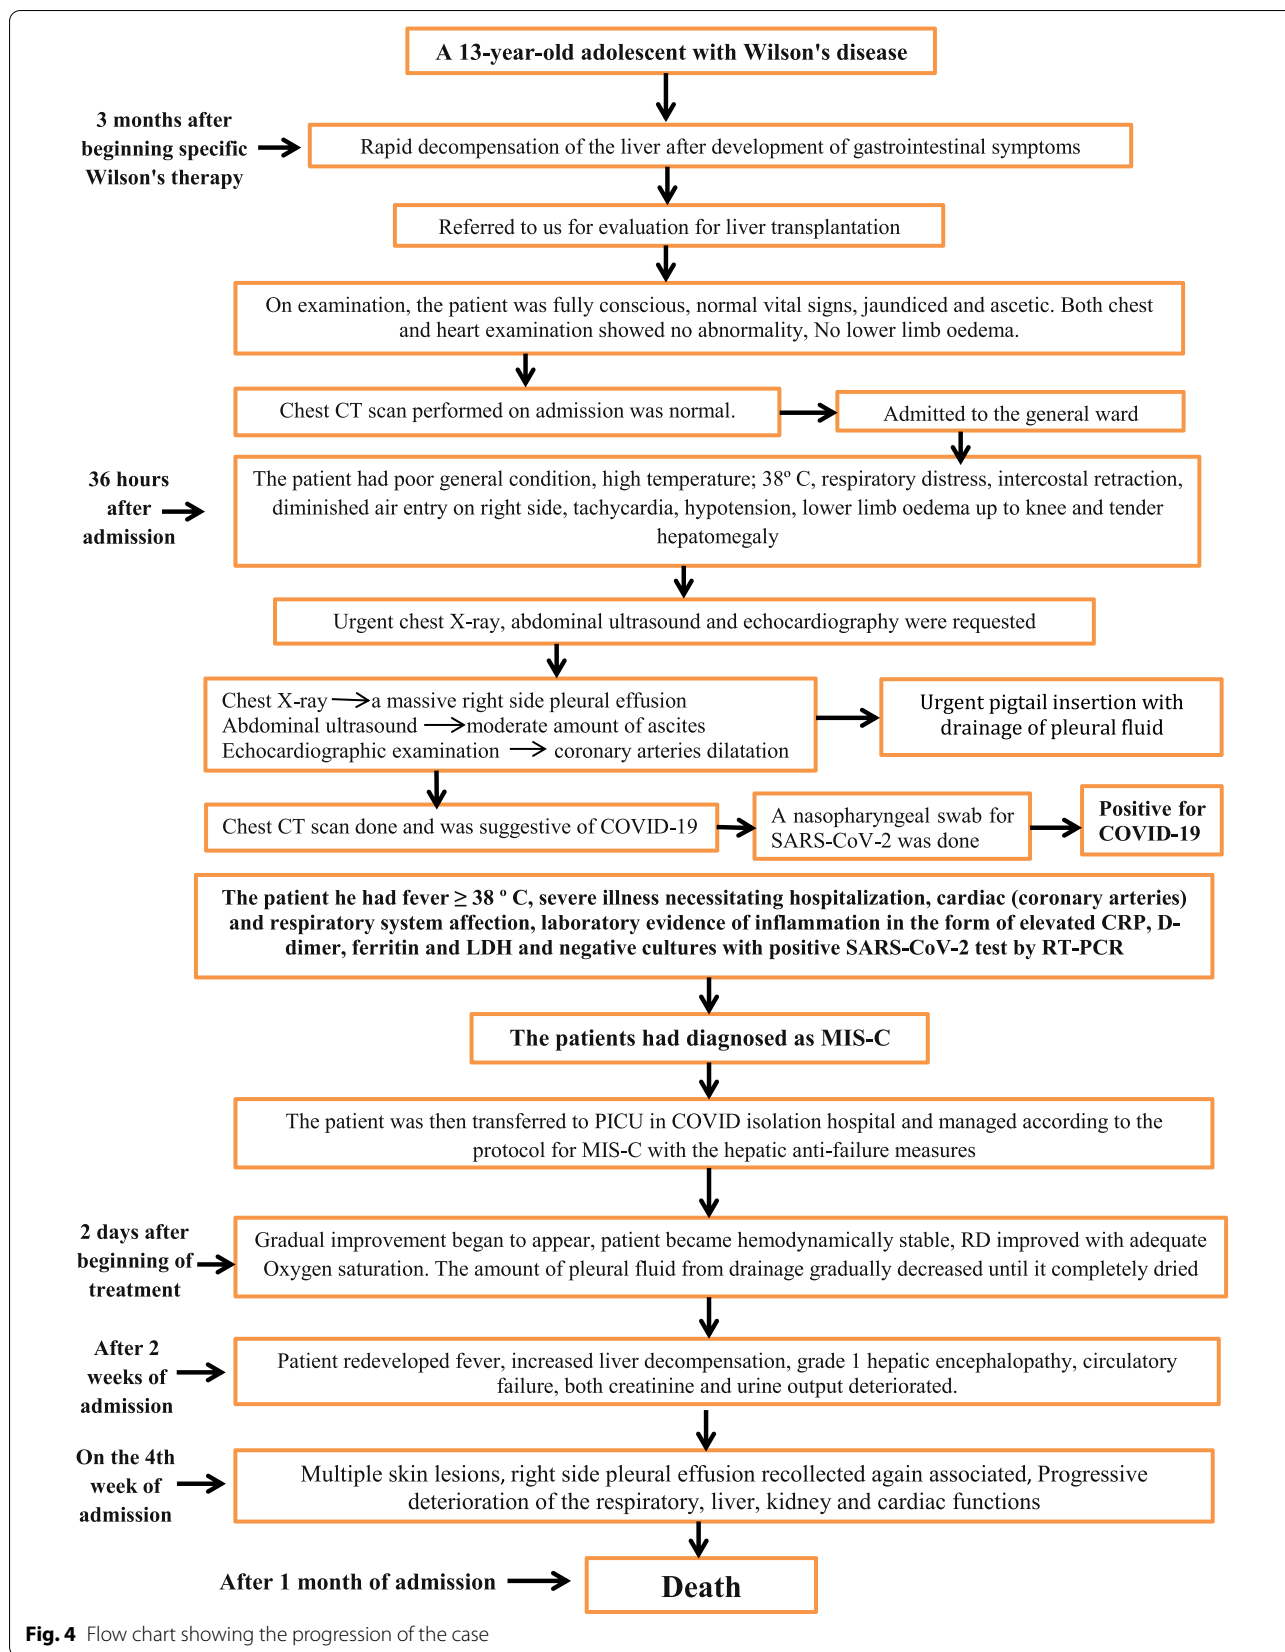 A 13-year-old adolescent with Wilson's disease
3 months after
beginning specific
Wilson's therapy
Rapid decompensation of the liver after development of gastrointestinal symptoms
Referred to us for evaluation for liver transplantation
On examination, the patient was fully conscious, normal vital signs, jaundiced and ascetic. Both chest
and heart examination showed no abnormality, No lower limb oedema.
Chest CT scan performed on admission was normal.
Admitted to the general ward
36 hours
after
admission
The patient had poor general condition, high temperature; 38º C, respiratory distress, intercostal retraction,
diminished air entry on right side, tachycardia, hypotension, lower limb oedema up to knee and tender
hepatomegaly
Urgent chest X-ray, abdominal ultrasound and echocardiography were requested
Chest X-ray → a massive right side pleural effusion
Abdominal ultrasound → moderate amount of ascites
Echocardiographic examination → coronary arteries dilatation
Urgent pigtail insertion with
drainage of pleural fluid
Chest CT scan done and was suggestive of COVID-19
A nasopharyngeal swab for
SARS-CoV-2 was done
Positive for
COVID-19
The patient he had fever ≥ 38 º C, severe illness necessitating hospitalization, cardiac (coronary arteries)
and respiratory system affection, laboratory evidence of inflammation in the form of elevated CRP, D-
dimer, ferritin and LDH and negative cultures with positive SARS-CoV-2 test by RT-PCR
The patients had diagnosed as MIS-C
The patient was then transferred to PICU in COVID isolation hospital and managed according to the
protocol for MIS-C with the hepatic anti-failure measures
2 days after
beginning of
treatment
Gradual improvement began to appear, patient became hemodynamically stable, RD improved with adequate
Oxygen saturation. The amount of pleural fluid from drainage gradually decreased until it completely dried
After 2
weeks of
admission
Patient redeveloped fever, increased liver decompensation, grade 1 hepatic encephalopathy, circulatory
failure, both creatinine and urine output deteriorated.
On the 4th
week of
admission
Multiple skin lesions, right side pleural effusion recollected again associated, Progressive
deterioration of the respiratory, liver, kidney and cardiac functions
After 1 month of admission
Death
Fig. 4 Flow chart showing the progression of the case